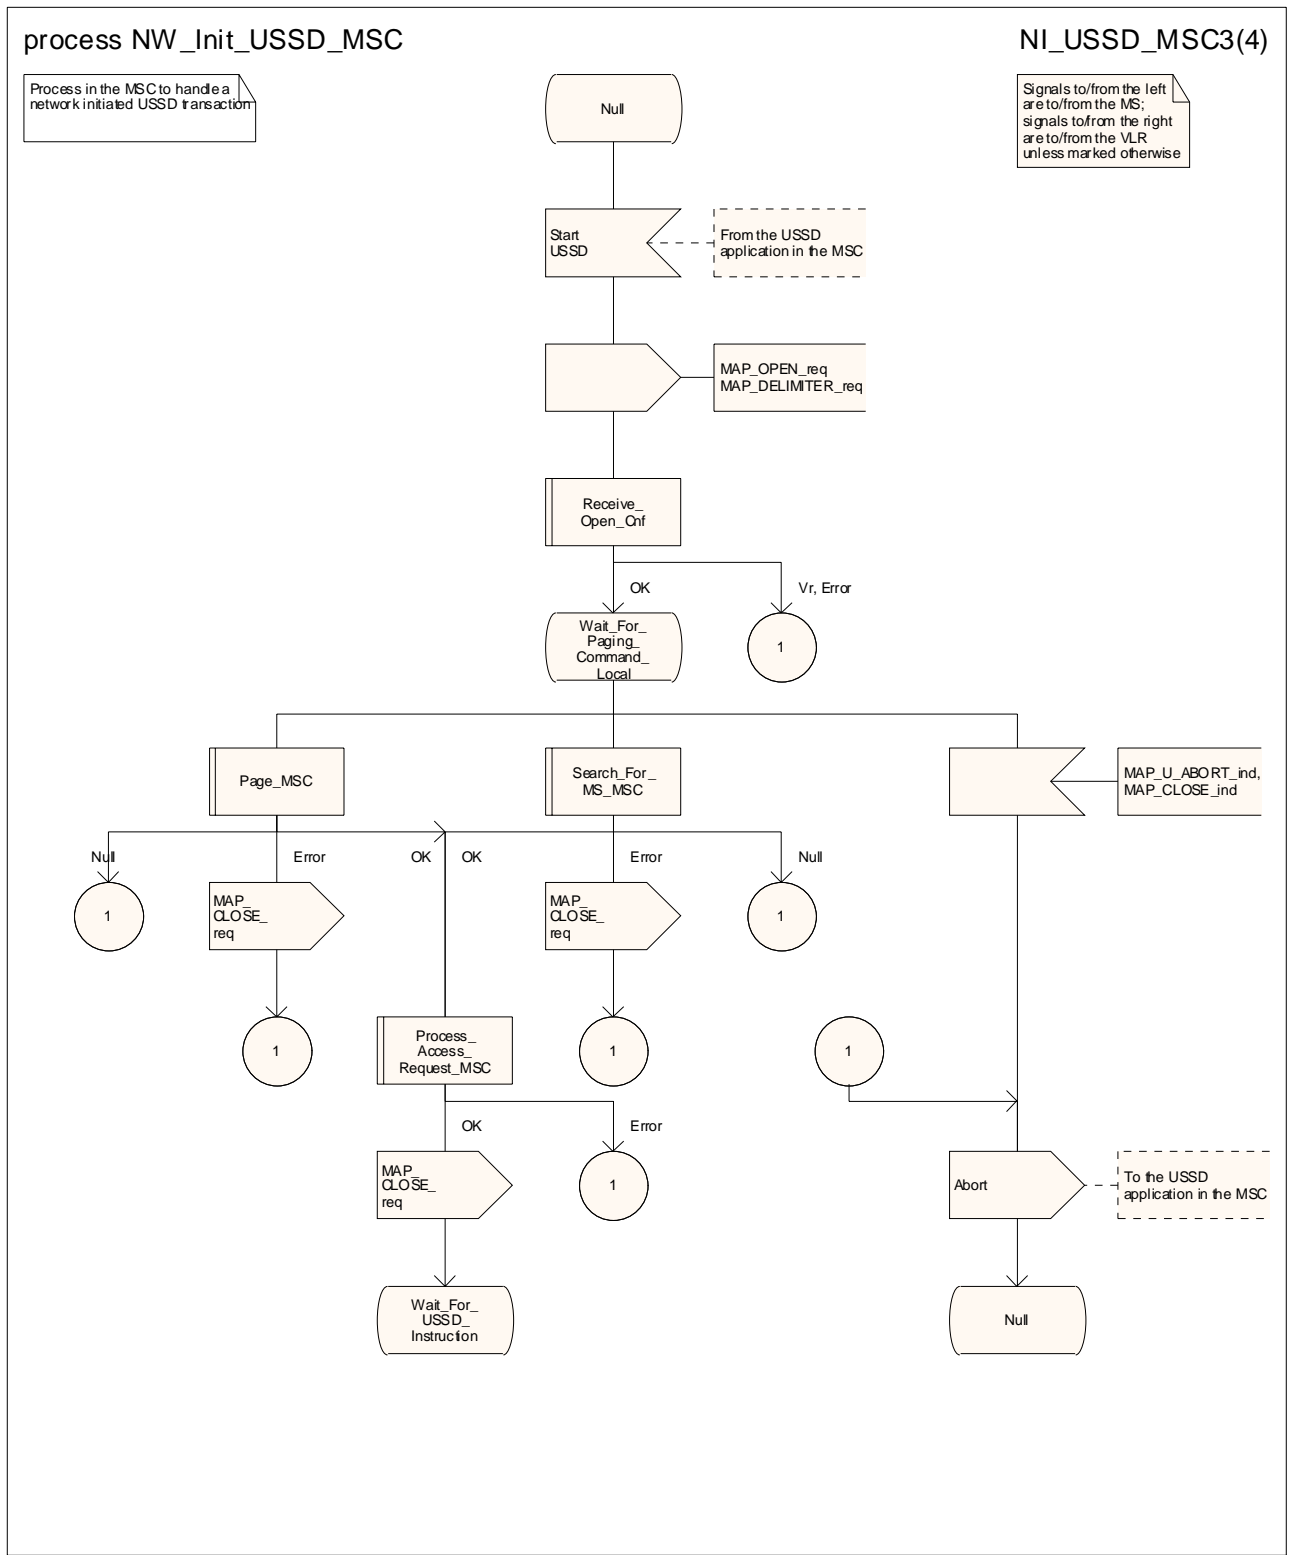 process NW_Init_USSD_MSC
NI_USSD_MSC3(4)
Process in the MSC to handle a
network initiated USSD transaction
Signals to/from the left
are to/from the MS;
signals to/from the right
are to/from the VLR
unless marked otherwise
Null
Start
USSD
From the USSD
application in the MSC
MAP_OPEN_req
MAP_DELIMITER_req
Receive_
Open_Cnf
OK
Vr, Error
Wait_For_
Paging_
Command_
Local
1
Page_MSC
Search_For_
MS_MSC
MAP_U_ABORT_ind,
MAP_CLOSE_ind
Null
Error
OK
OK
Error
Null
1
MAP_
CLOSE_
req
MAP_
CLOSE_
req
1
1
Process_
Access_
Request_MSC
1
1
OK
Error
MAP_
CLOSE_
req
1
Abort
To the USSD
application in the MSC
Wait_For_
USSD_
Instruction
Null